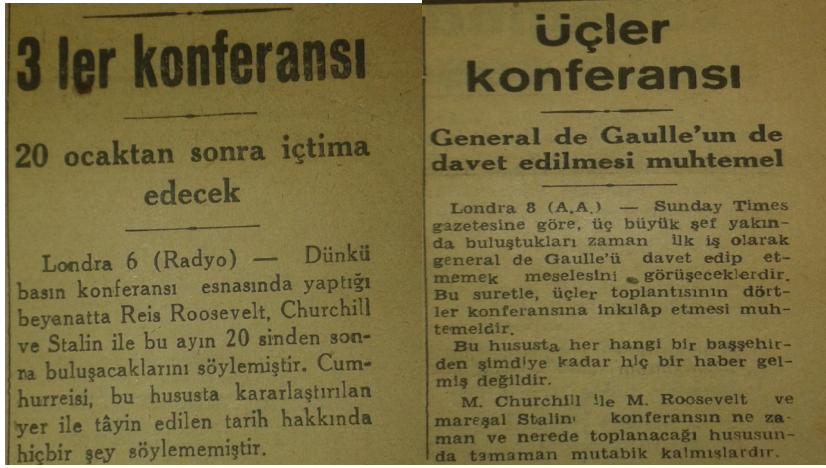 3 ler konferansı
20 ocaktan sonra içtima
edecek
Londra 6 (Radyo) — Dünkü
basın konferansı esnasında yaptığı
beyanatta Reis Roosevelt, Churchill
ve Stalin ile bu ayın 20 sinden son-
ra buluşacaklarını söylemiştir. Cum-
hurreisi, bu hususta kararlaştırılan
yer ile tâyin edilen tarih hakkında
hiçbir şey söylememiştir.
üçler
konferansı
General de Gaulle'un de
davet edilmesi muhtemel
Londra 8 (A.A.) — Sunday Times
gazetesine göre, üç büyük şef yakın-
da buluştukları zaman ilk iş olarak
general de Gaulle'ü davet edip et-
memek meselesini görüşeceklerdir.
Bu suretle, üçler toplantısının dört-
ler konferansına inkılâp etmesi muh-
temeldir.
Bu hususta her hangi bir başşehir-
den şimdiye kadar hiç bir haber gel-
miş değildir.
M. Churchill ile M. Roosevelt ve
mareşal Stalin konferansın ne za-
man ve nerede toplanacağı hususun-
da tamaman mutabik kalmışlardır.